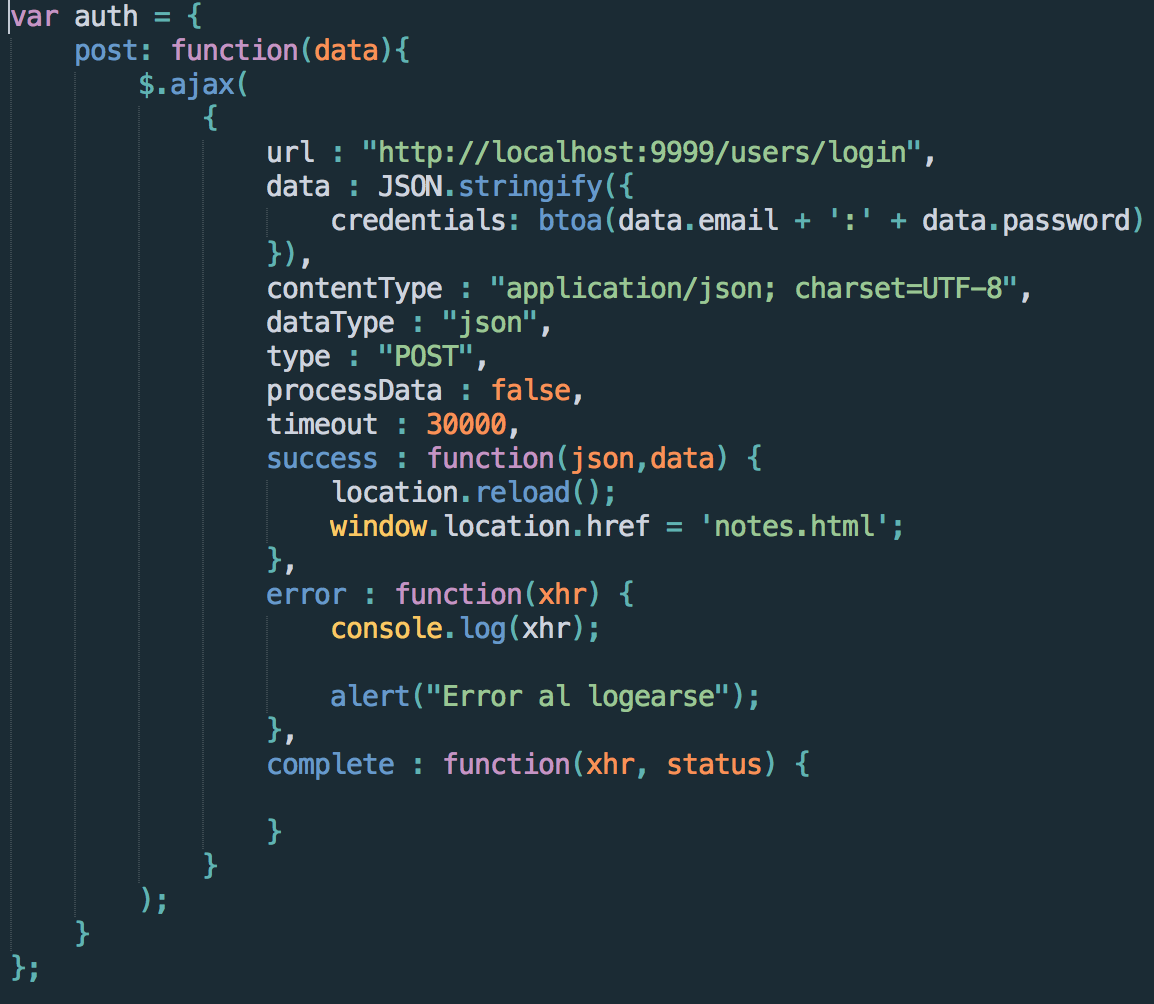 var auth = {
    post: function(data){
        $.ajax(
            {
                url : "http://localhost:9999/users/login",
                data : JSON.stringify({
                    credentials: btoa(data.email + ':' + data.password)
                }),
                contentType : "application/json; charset=UTF-8",
                dataType : "json",
                type : "POST",
                processData : false,
                timeout : 30000,
                success : function(json,data) {
                    location.reload();
                    window.location.href = 'notes.html';
                },
                error : function(xhr) {
                    console.log(xhr);

                    alert("Error al logearse");
                },
                complete : function(xhr, status) {

                }
            }
        );
    }
};